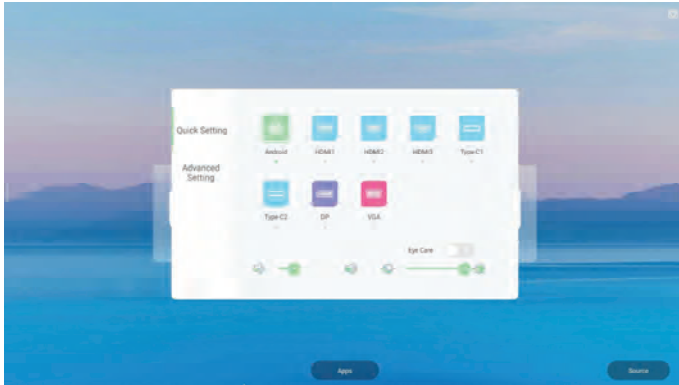 Quick Setting
Advanced
Setting
Android
HDMI1
HDMI2
HDMI3
Type-C1
Type-C2
DP
VGA
Eye Care
Apps
Source